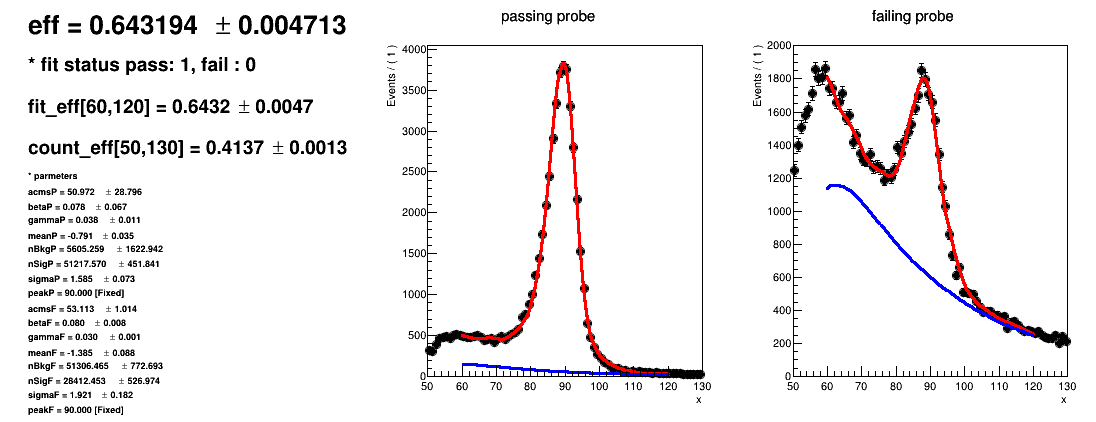 eff = 0.643194 ± 0.004713
* fit status pass: 1, fail : 0
fit_eff[60,120] = 0.6432 ± 0.0047
count_eff[50,130] = 0.4137 ± 0.0013
* parmeters
acmsP = 50.972 ± 28.796
betaP = 0.078 ± 0.067
gammaP = 0.038 ± 0.011
meanP = -0.791 ± 0.035
nBkgP = 5605.259 ± 1622.942
nSigP = 51217.570 ± 451.841
sigmaP = 1.585 ± 0.073
peakP = 90.000 [Fixed]
acmsF = 53.113 ± 1.014
betaF = 0.080 ± 0.008
gammaF = 0.030 ± 0.001
meanF = -1.385 ± 0.088
nBkgF = 51306.465 ± 772.693
nSigF = 28412.453 ± 526.974
sigmaF = 1.921 ± 0.182
peakF = 90.000 [Fixed]
passing probe
Events / ( 1 )
4000
3500
3000
2500
2000
1500
1000
500
0
50 60 70 80 90 100 110 120 130
x
failing probe
Events / ( 1 )
2000
1800
1600
1400
1200
1000
800
600
400
200
0
50 60 70 80 90 100 110 120 130
x